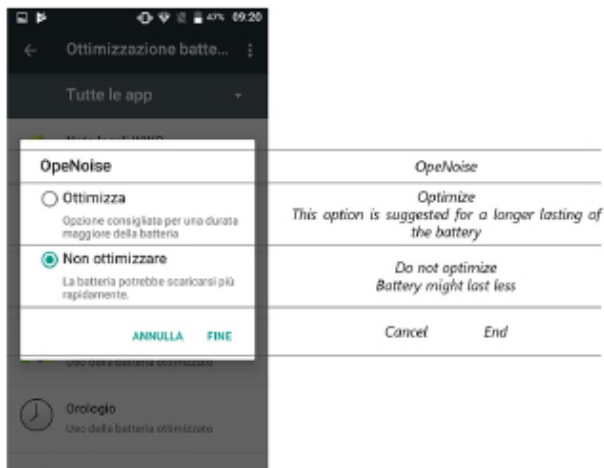 47% 09:20
Ottimizzazione batte...
Tutte le app
OpeNoise
OpeNoise
Ottimizza
Opzione consigliata per una durata
maggiore della batteria
Optimize
This option is suggested for a longer lasting of
the battery
Non ottimizzare
La batteria potrebbe scaricarsi più
rapidamente.
Do not optimize
Battery might last less
ANNULLA FINE
Cancel End
Uso della batteria ottimizzato
Orologio
Uso della batteria ottimizzato